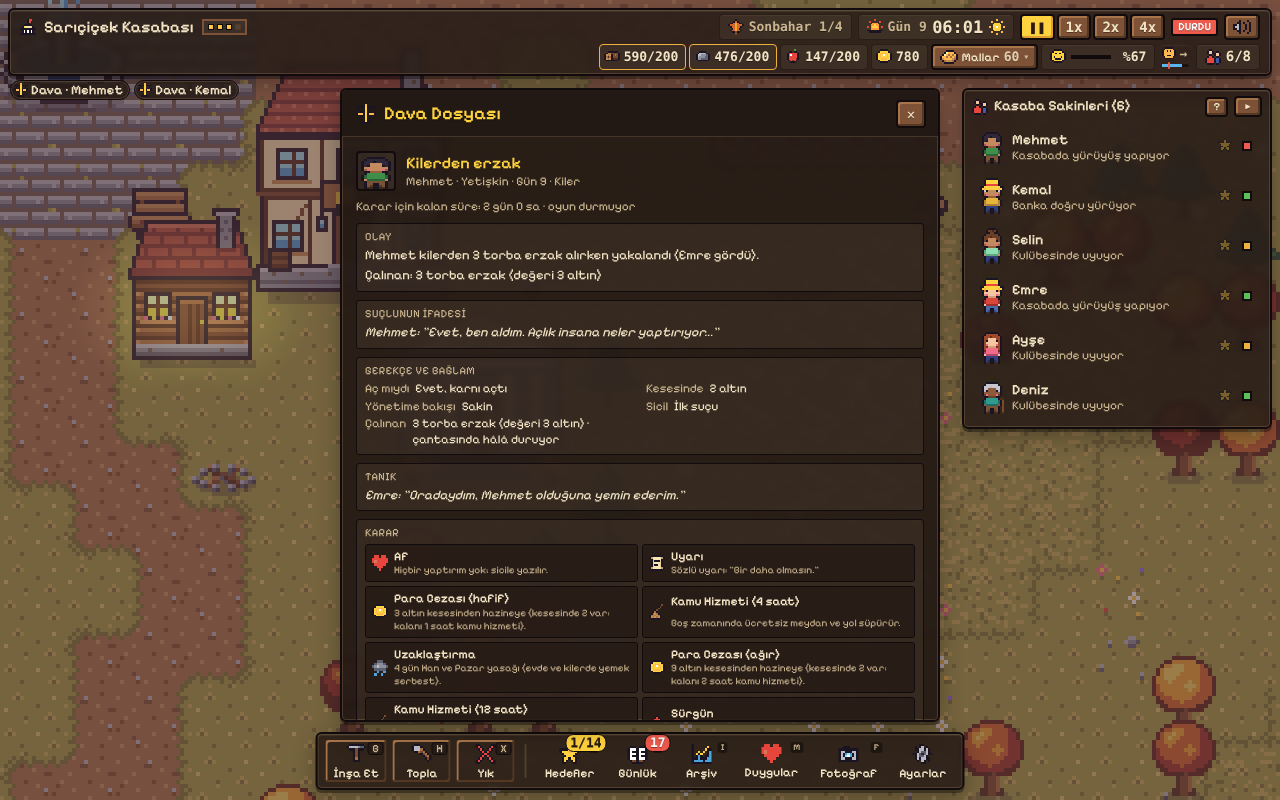 Sarıçiçek Kasabası
Sonbahar 1/4
Gün 9 06:01
1x
2x
4x
DURDU
590/200
476/200
147/200
780
Mallar 60
%67
6/8
Dava · Mehmet
Dava · Kemal
Dava Dosyası
×
Kilerden erzak
Mehmet · Yetişkin · Gün 9 · Kiler
Karar için kalan süre: 2 gün 0 sa · oyun durmuyor
OLAY
Mehmet kilerden 3 torba erzak alırken yakalandı (Emre gördü).
Çalınan: 3 torba erzak (değeri 3 altın)
SUÇLUNUN İFADESİ
Mehmet: "Evet, ben aldım. Açlık insana neler yaptırıyor..."
GEREKÇE VE BAĞLAM
Aç mıydı Evet, karnı açtı
Kesesinde 2 altın
Yönetime bakışı Sakin
Sicil İlk suçu
Çalınan 3 torba erzak (değeri 3 altın) ·
çantasında hâlâ duruyor
TANIK
Emre: "Oradaydım, Mehmet olduğuna yemin ederim."
KARAR
Af
Hiçbir yaptırım yok; sicile yazılır.
Uyarı
Sözlü uyarı: "Bir daha olmasın."
Para Cezası (hafif)
3 altın kesesinden hazineye (kesesinde 2 var;
kalanı 1 saat kamu hizmeti).
Kamu Hizmeti (4 saat)
Boş zamanında ücretsiz meydan ve yol süpürür.
Uzaklaştırma
4 gün Han ve Pazar yasağı (evde ve kilerde yemek
serbest).
Para Cezası (ağır)
9 altın kesesinden hazineye (kesesinde 2 var;
kalanı 2 saat kamu hizmeti).
Kamu Hizmeti (12 saat)
Sürgün
Kasaba Sakinleri (6)
?
Mehmet
Kasabada yürüyüş yapıyor
Kemal
Banka doğru yürüyor
Selin
Kulübesinde uyuyor
Emre
Kasabada yürüyüş yapıyor
Ayşe
Kulübesinde uyuyor
Deniz
Kulübesinde uyuyor
B
İnşa Et
H
Topla
X
Yık
1/14
Hedefler
17
Günlük
I
Arşiv
M
Duygular
F
Fotoğraf
Ayarlar